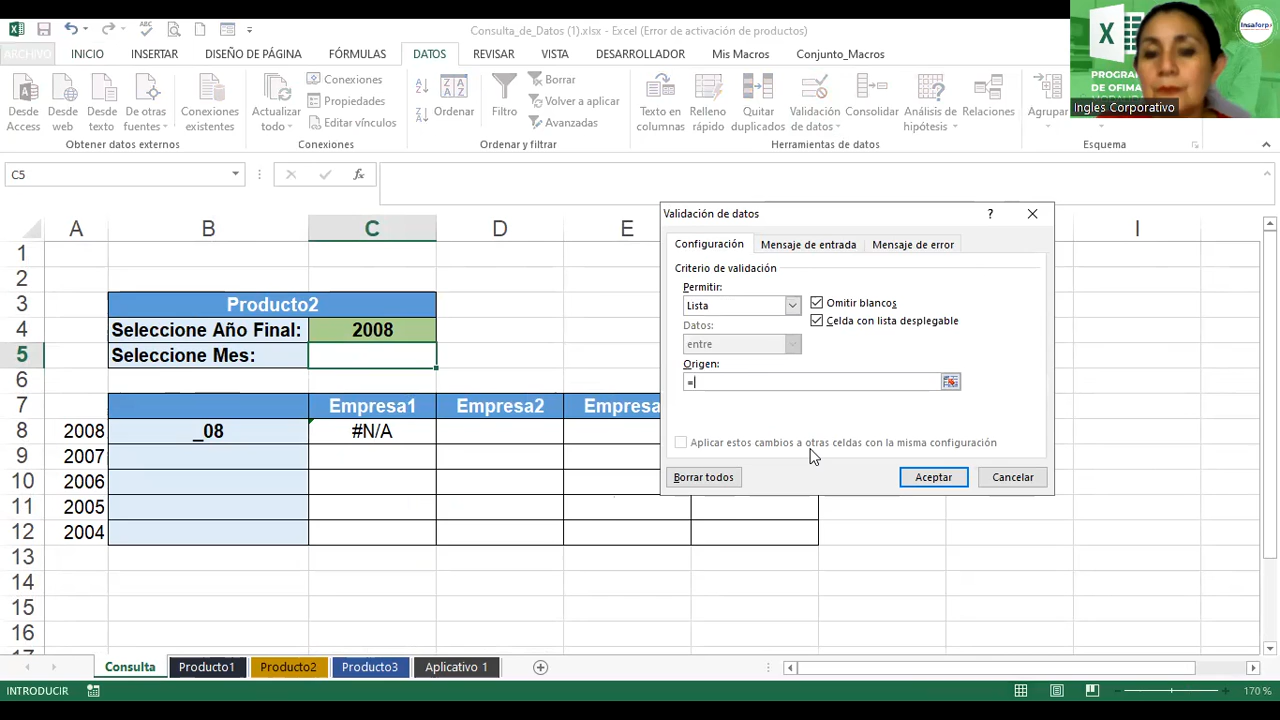 Consulta_de_Datos (1).xlsx - Excel (Error de activación de productos)
ARCHIVO INICIO INSERTAR DISEÑO DE PÁGINA FÓRMULAS DATOS REVISAR VISTA DESARROLLADOR Mis Macros Conjunto_Macros
Desde Access
Desde web
Desde texto
De otras fuentes
Conexiones existentes
Obtener datos externos
Actualizar todo
Conexiones
Propiedades
Editar vínculos
Conexiones
Ordenar
Filtro
Borrar
Volver a aplicar
Avanzadas
Ordenar y filtrar
Texto en columnas
Relleno rápido
Quitar duplicados
Validación de datos
Consolidar
Análisis de hipótesis
Relaciones
Herramientas de datos
Agrupar
Esquema
Insaforp
PROGRAM
DE OFIMA
Ingles Corporativo
C5
fx
A B C D E I
1
2
3 Producto2
4 Seleccione Año Final: 2008
5 Seleccione Mes:
6
7 Empresa1 Empresa2 Empresa
8 2008 _08 #N/A
9 2007
10 2006
11 2005
12 2004
13
14
15
16
Validación de datos
?
Configuración Mensaje de entrada Mensaje de error
Criterio de validación
Permitir:
Lista
Omitir blancos
Datos:
Celda con lista desplegable
entre
Origen:
=
Aplicar estos cambios a otras celdas con la misma configuración
Borrar todos Aceptar Cancelar
Consulta Producto1 Producto2 Producto3 Aplicativo 1
INTRODUCIR
170 %